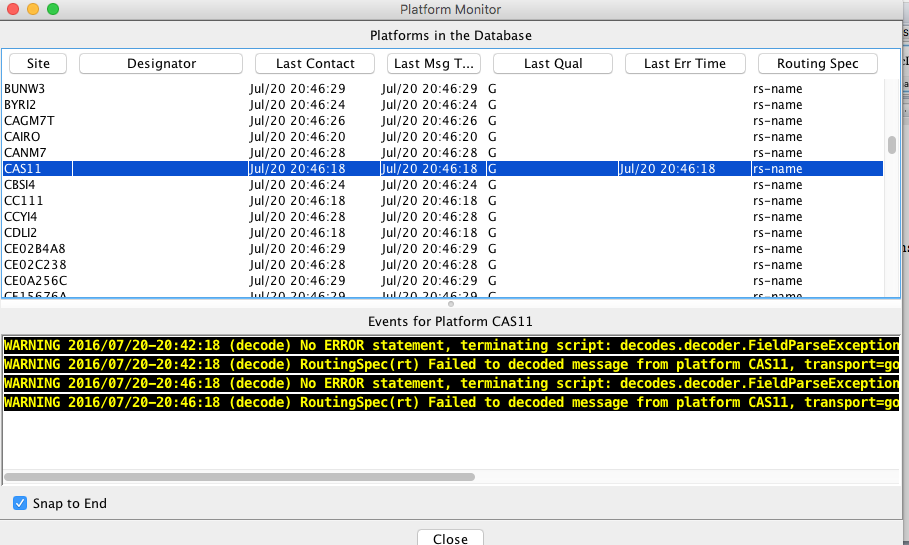 Platform Monitor
Platforms in the Database
Site Designator Last Contact Last Msg T... Last Qual Last Err Time Routing Spec
BUNW3 Jul/20 20:46:29 Jul/20 20:46:29 G rs-name
BYRI2 Jul/20 20:46:24 Jul/20 20:46:24 G rs-name
CAGM7T Jul/20 20:46:26 Jul/20 20:46:26 G rs-name
CAIRO Jul/20 20:46:20 Jul/20 20:46:20 G rs-name
CANM7 Jul/20 20:46:28 Jul/20 20:46:28 G rs-name
CAS11 Jul/20 20:46:18 Jul/20 20:46:18 G Jul/20 20:46:18 rs-name
CBSI4 Jul/20 20:46:24 Jul/20 20:46:24 G rs-name
CC111 Jul/20 20:46:18 Jul/20 20:46:18 G rs-name
CCYI4 Jul/20 20:46:28 Jul/20 20:46:28 G rs-name
CDLI2 Jul/20 20:46:18 Jul/20 20:46:18 G rs-name
CE02B4A8 Jul/20 20:46:29 Jul/20 20:46:29 G rs-name
CE02C238 Jul/20 20:46:28 Jul/20 20:46:28 G rs-name
CE0A256C Jul/20 20:46:29 Jul/20 20:46:29 G rs-name
CE15676A Jul/20 20:46:29 Jul/20 20:46:29 G rs-name
Events for Platform CAS11
WARNING 2016/07/20-20:42:18 (decode) No ERROR statement, terminating script: decodes.decoder.FieldParseException
WARNING 2016/07/20-20:42:18 (decode) RoutingSpec(rt) Failed to decoded message from platform CAS11, transport=go
WARNING 2016/07/20-20:46:18 (decode) No ERROR statement, terminating script: decodes.decoder.FieldParseException
WARNING 2016/07/20-20:46:18 (decode) RoutingSpec(rt) Failed to decoded message from platform CAS11, transport=go
Snap to End
Close